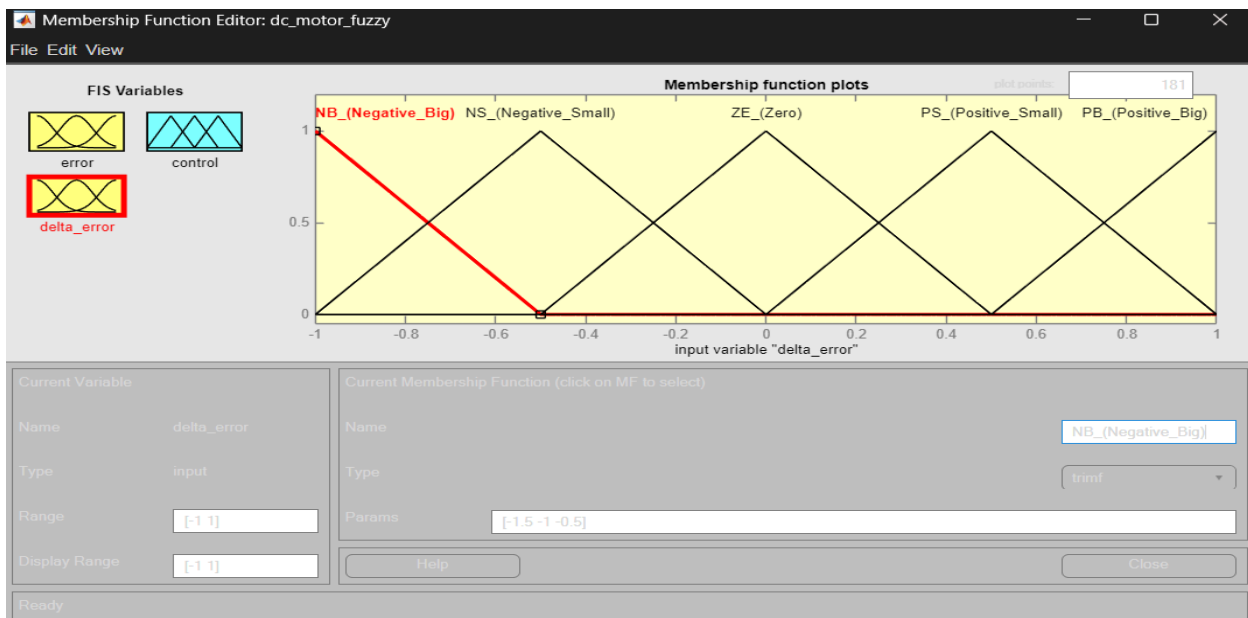 Membership Function Editor: dc_motor_fuzzy
File Edit View
FIS Variables
error
control
delta_error
Membership function plots
plot points:
181
NB_(Negative_Big)
NS_(Negative_Small)
ZE_(Zero)
PS_(Positive_Small)
PB_(Positive_Big)
1
0.5
0
-1
-0.8
-0.6
-0.4
-0.2
0
0.2
0.4
0.6
0.8
1
input variable "delta_error"
Current Variable
Name
delta_error
Type
input
Range
[-1 1]
Display Range
[-1 1]
Current Membership Function (click on MF to select)
Name
NB_(Negative_Big)
Type
trimf
Params
[-1.5 -1 -0.5]
Help
Close
Ready